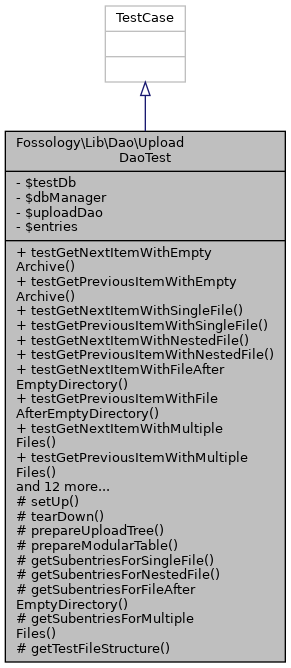 TestCase
Fossology\Lib\Dao\Upload
DaoTest
- $testDb
- $dbManager
- $uploadDao
- $entries
+ testGetNextItemWithEmpty
Archive()
+ testGetPreviousItemWithEmpty
Archive()
+ testGetNextItemWithSingleFile()
+ testGetPreviousItemWithSingleFile()
+ testGetNextItemWithNestedFile()
+ testGetPreviousItemWithNestedFile()
+ testGetNextItemWithFileAfter
EmptyDirectory()
+ testGetPreviousItemWithFile
AfterEmptyDirectory()
+ testGetNextItemWithMultiple
Files()
+ testGetPreviousItemWithMultiple
Files()
and 12 more...
# setUp()
# tearDown()
# prepareUploadTree()
# prepareModularTable()
# getSubentriesForSingleFile()
# getSubentriesForNestedFile()
# getSubentriesForFileAfter
EmptyDirectory()
# getSubentriesForMultiple
Files()
# getTestFileStructure()